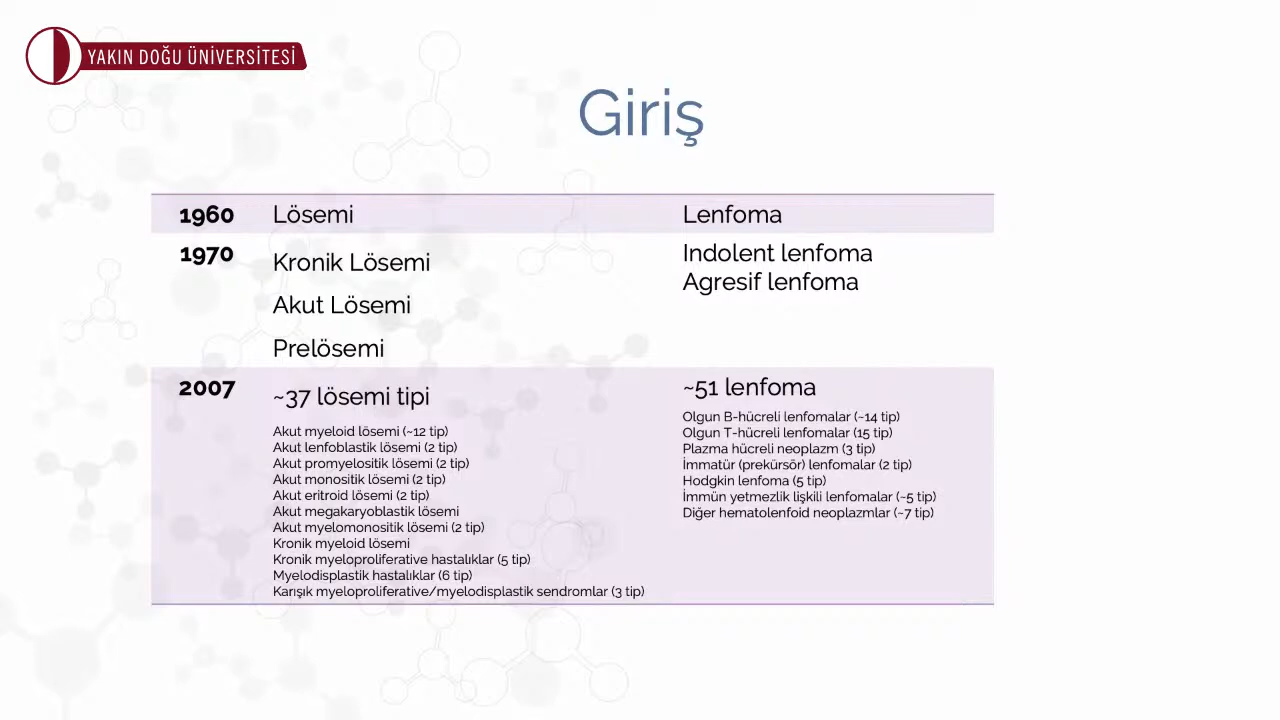 YAKIN DOĞU ÜNİVERSİTESİ
Giriş
1960 Lösemi Lenfoma
1970
Kronik Lösemi
Akut Lösemi
Prelösemi
Indolent lenfoma
Agresif lenfoma
2007
~37 lösemi tipi
Akut myeloid lösemi (~12 tip)
Akut lenfoblastik lösemi (2 tip)
Akut promyelositik lösemi (2 tip)
Akut monositik lösemi (2 tip)
Akut eritroid lösemi (2 tip)
Akut megakaryoblastik lösemi
Akut myelomonositik lösemi (2 tip)
Kronik myeloid lösemi
Kronik myeloproliferative hastalıklar (5 tip)
Myelodisplastik hastalıklar (6 tip)
Karışık myeloproliferative/myelodisplastik sendromlar (3 tip)
~51 lenfoma
Olgun B-hücreli lenfomalar (~14 tip)
Olgun T-hücreli lenfomalar (15 tip)
Plazma hücreli neoplazm (3 tip)
İmmatür (prekürsör) lenfomalar (2 tip)
Hodgkin lenfoma (5 tip)
İmmün yetmezlik lişkili lenfomalar (~5 tip)
Diğer hematolenfoid neoplazmlar (~7 tip)